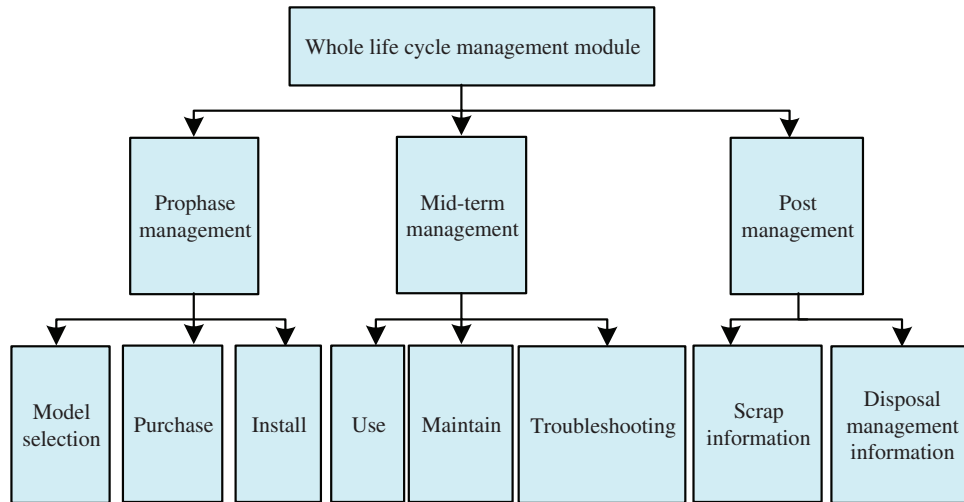 Whole life cycle management module
Prophase
management
Mid-term
management
Post
management
Model
selection
Purchase
Install
Use
Maintain
Troubleshooting
Scrap
information
Disposal
management
information